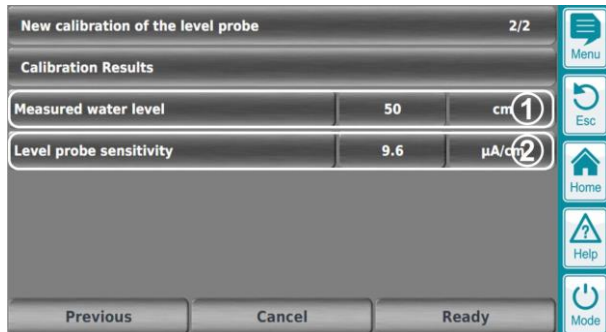 New calibration of the level probe 2/2
Menu
Calibration Results
Measured water level 50 cm 1
Esc
Level probe sensitivity 9.6 µA/cm 2
Home
Help
Previous Cancel Ready
Mode